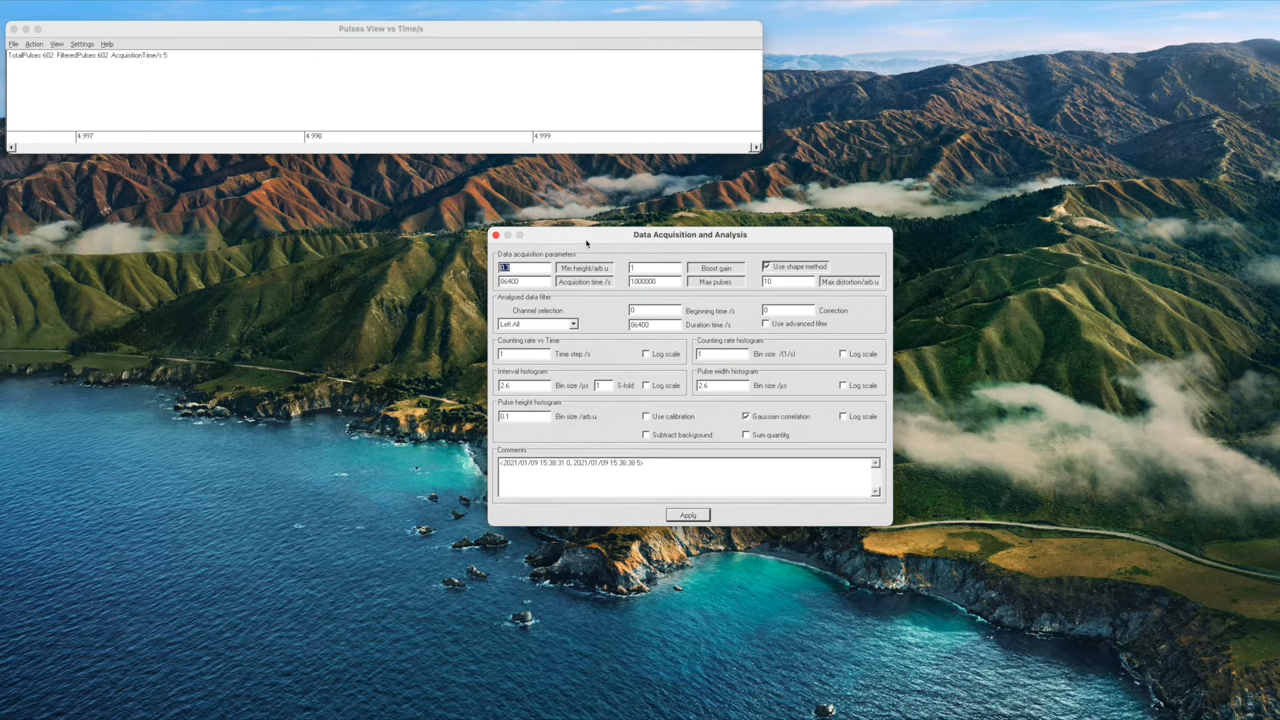 Pulses View vs Time/s
File Action View Settings Help
TotalPulses 602 FilteredPulses 602 AcquisitionTime/s 5
4.997 4.998 4.999
Data Acquisition and Analysis
Data acquisition parameters
0.3 Min height/arb.u 1 Boost gain Use shape method
86400 Acquisition time /s 1000000 Max pulses 10 Max distortion/arb.u
Analysed data filter
Channel selection 0 Beginning time /s 0 Correction
Left All 86400 Duration time /s Use advanced filter
Counting rate vs Time Counting rate histogram
1 Time step /s Log scale 1 Bin size /(1/s) Log scale
Interval histogram Pulse width histogram
2.6 Bin size /µs 1 S-fold Log scale 2.6 Bin size /µs Log scale
Pulse height histogram
0.1 Bin size /arb.u. Use calibration Gaussian correlation Log scale
Subtract background Sum quantity
Comments
<2021/01/09 15:38:31 0, 2021/01/09 15:38:38 5>
Apply